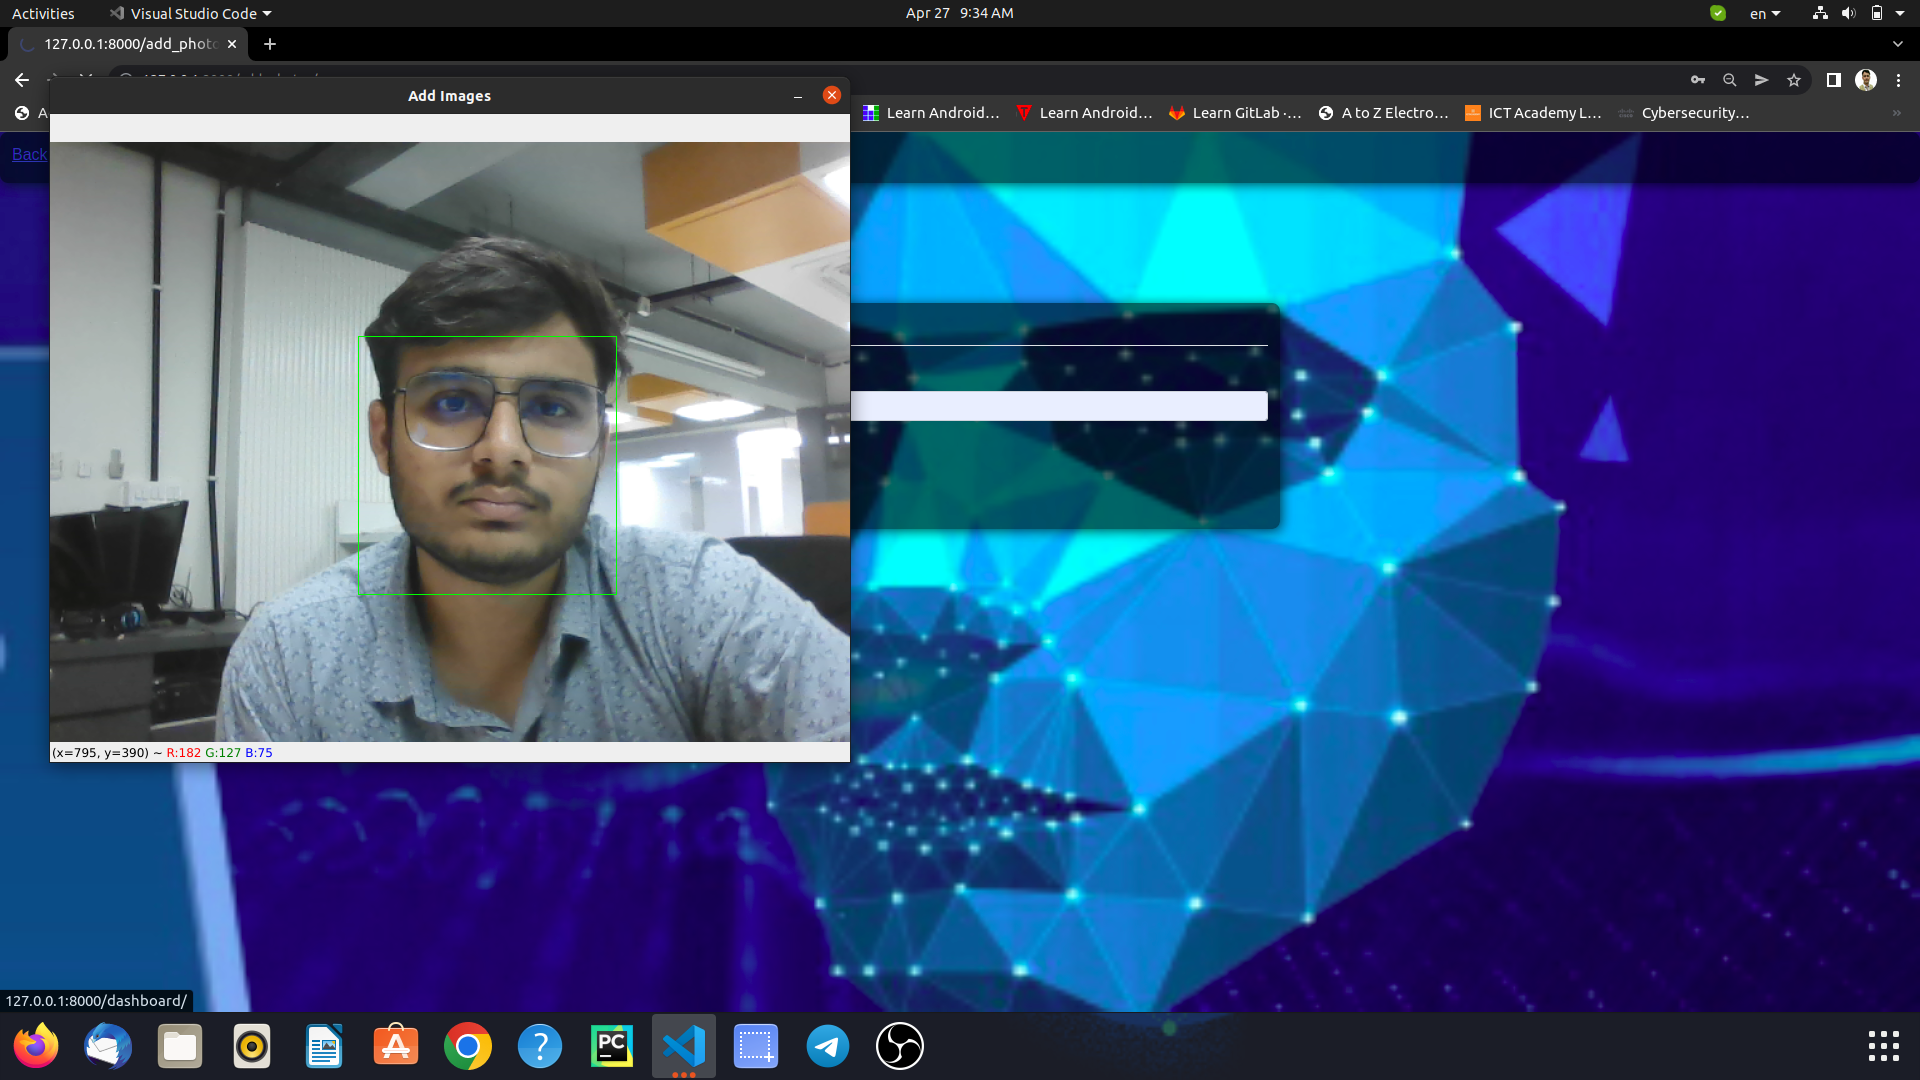 Activities
Visual Studio Code
Apr 27 9:34 AM
en
127.0.0.1:8000/add_photo
Add Images
A
Learn Android…
Learn Android…
Learn GitLab ·…
A to Z Electro…
ICT Academy L…
Cybersecurity…
Back
(x=795, y=390) ~ R:182 G:127 B:75
127.0.0.1:8000/dashboard/
PC